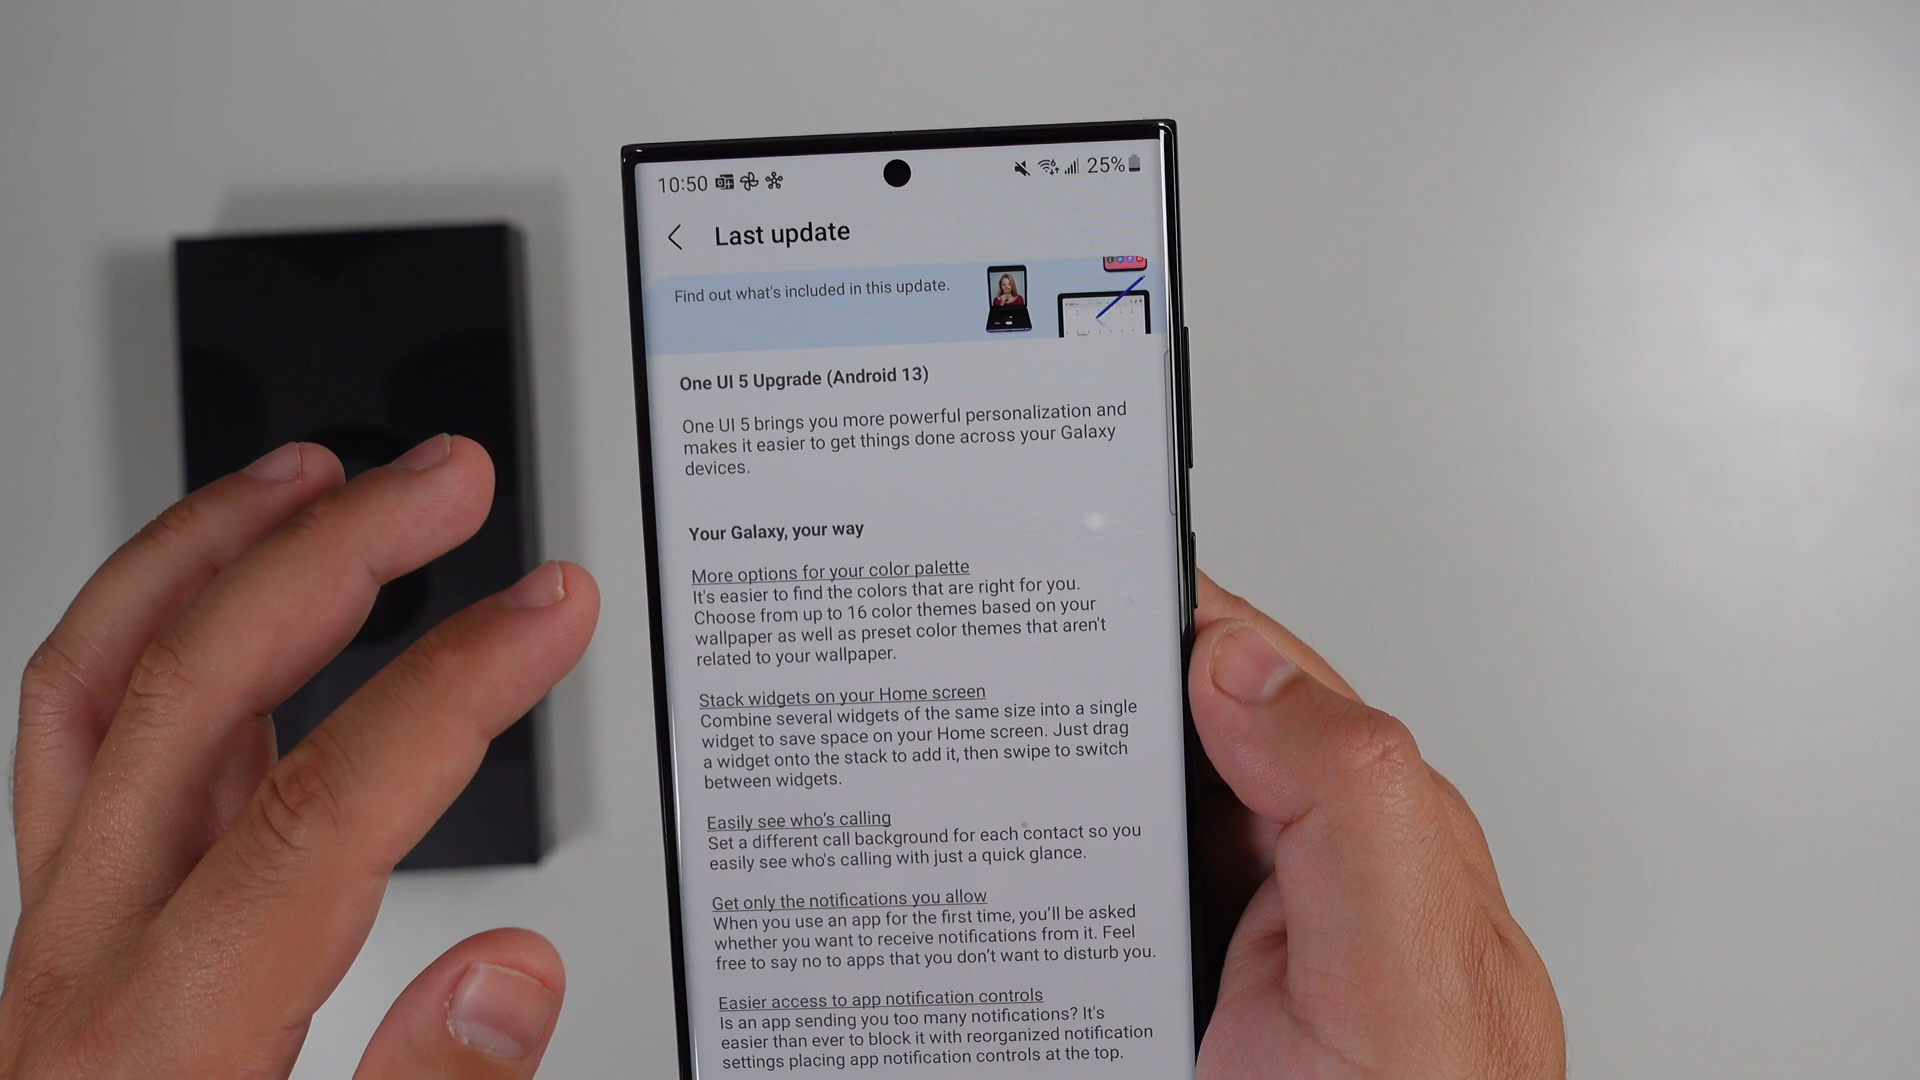 10:50
25%
Last update
Find out what's included in this update.
One UI 5 Upgrade (Android 13)
One UI 5 brings you more powerful personalization and
makes it easier to get things done across your Galaxy
devices.
Your Galaxy, your way
More options for your color palette
It's easier to find the colors that are right for you.
Choose from up to 16 color themes based on your
wallpaper as well as preset color themes that aren't
related to your wallpaper.
Stack widgets on your Home screen
Combine several widgets of the same size into a single
widget to save space on your Home screen. Just drag
a widget onto the stack to add it, then swipe to switch
between widgets.
Easily see who's calling
Set a different call background for each contact so you
easily see who's calling with just a quick glance.
Get only the notifications you allow
When you use an app for the first time, you'll be asked
whether you want to receive notifications from it. Feel
free to say no to apps that you don't want to disturb you.
Easier access to app notification controls
Is an app sending you too many notifications? It's
easier than ever to block it with reorganized notification
settings placing app notification controls at the top.